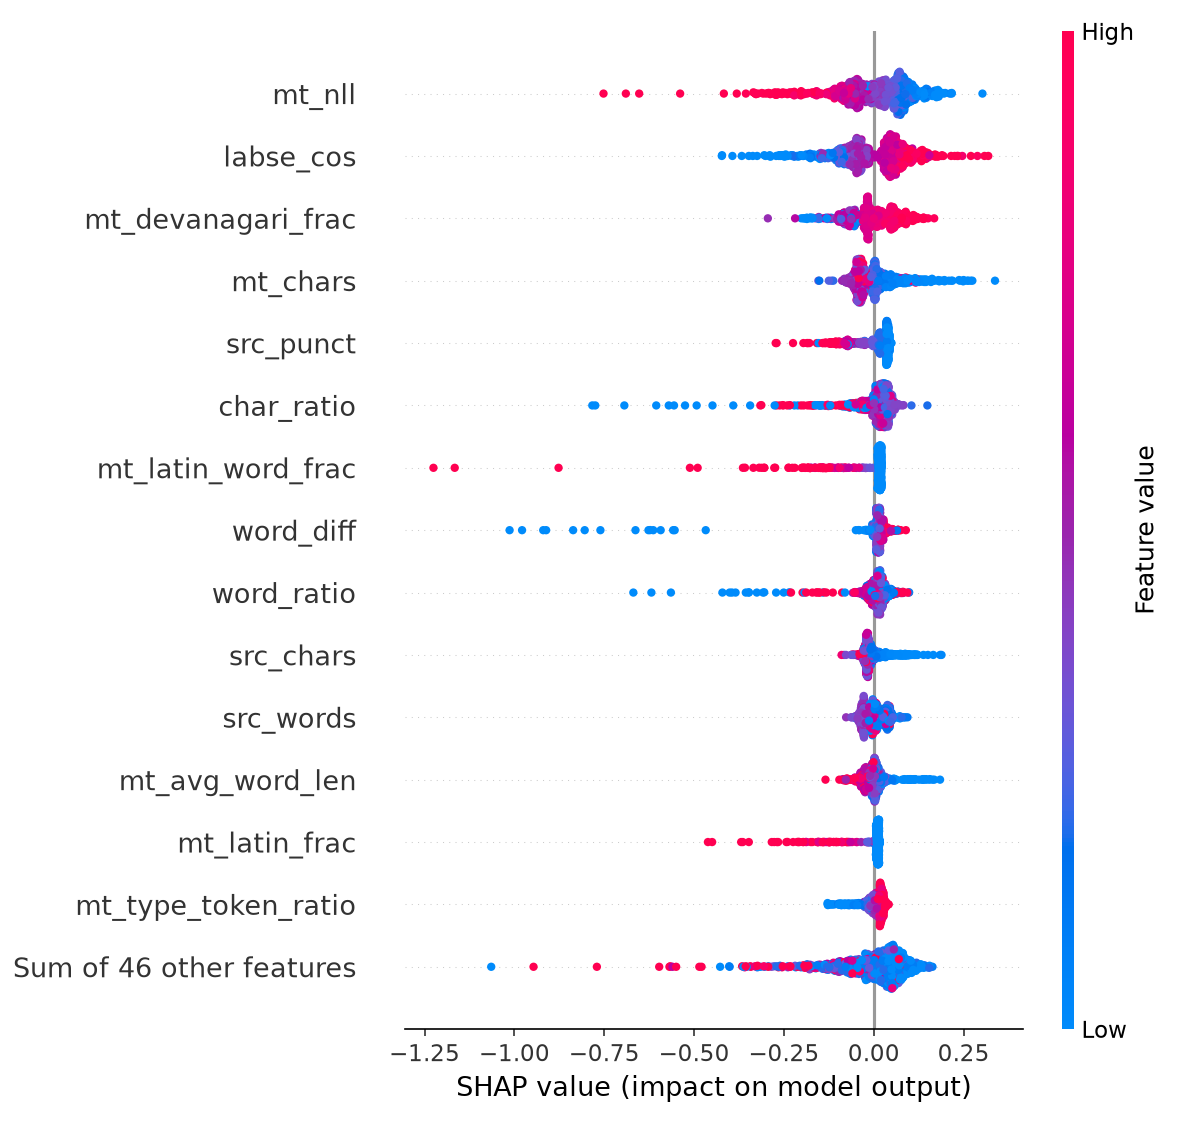 High
mt_nll
labse_cos
mt_devanagari_frac
mt_chars
src_punct
char_ratio
mt_latin_word_frac
word_diff
word_ratio
src_chars
src_words
mt_avg_word_len
mt_latin_frac
mt_type_token_ratio
Sum of 46 other features
Feature value
Low
−1.25 −1.00 −0.75 −0.50 −0.25 0.00 0.25
SHAP value (impact on model output)